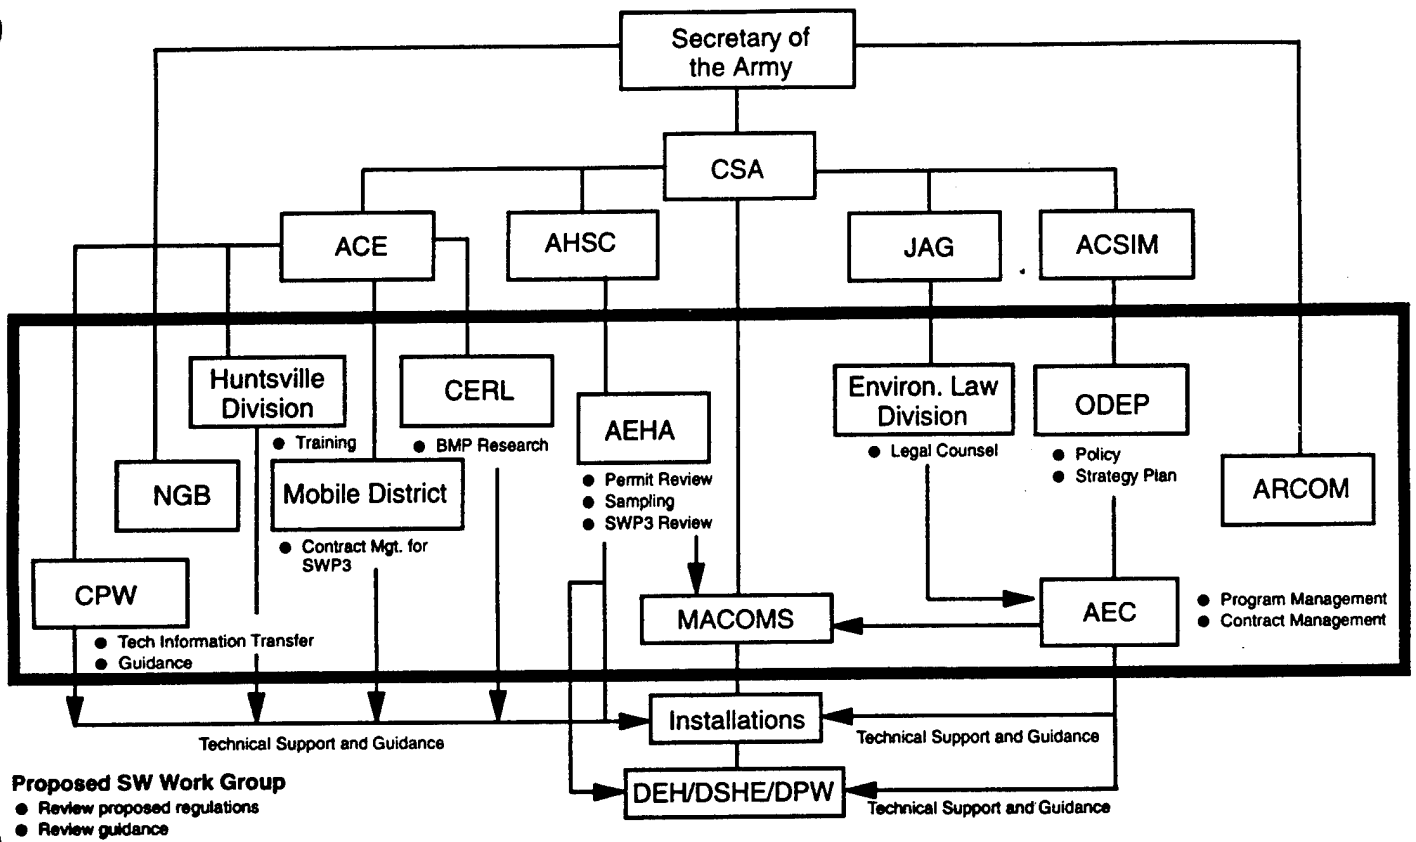 Secretary of
the Army
CSA
ACE
AHSC
JAG
ACSIM
Huntsville
Division
● Training
CERL
● BMP Research
AEHA
● Permit Review
● Sampling
● SWP3 Review
Environ. Law
Division
● Legal Counsel
ODEP
● Policy
● Strategy Plan
ARCOM
NGB
Mobile District
● Contract Mgt. for
SWP3
CPW
● Tech Information Transfer
● Guidance
MACOMS
AEC
● Program Management
● Contract Management
Installations
Technical Support and Guidance
Technical Support and Guidance
DEH/DSHE/DPW
Technical Support and Guidance
Proposed SW Work Group
● Review proposed regulations
● Review guidance